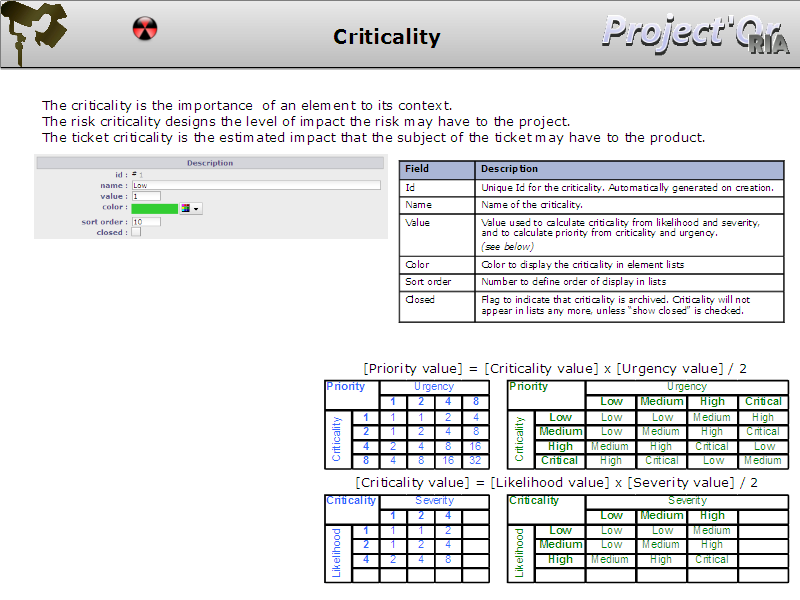 Criticality
Project'Or
RIA
The criticality is the importance of an element to its context.
The risk criticality designs the level of impact the risk may have to the project.
The ticket criticality is the estimated impact that the subject of the ticket may have to the product.
Description
id : # 1
name : Low
value : 1
color :
sort order : 10
closed :
Field Description
Id Unique Id for the criticality. Automatically generated on creation.
Name Name of the criticality.
Value Value used to calculate criticality from likelihood and severity,
and to calculate priority from criticality and urgency.
(see below)
Color Color to display the criticality in element lists
Sort order Number to define order of display in lists
Closed Flag to indicate that criticality is archived. Criticality will not
appear in lists any more, unless "show closed" is checked.
[Priority value] = [Criticality value] x [Urgency value] / 2
Priority Urgency
1 2 4 8
Criticality
1 1 1 2 4
2 1 2 4 8
4 2 4 8 16
8 4 8 16 32
Priority Urgency
Low Medium High Critical
Criticality
Low Low Low Medium High
Medium Low Medium High Critical
High Medium High Critical Low
Critical High Critical Low Medium
[Criticality value] = [Likelihood value] x [Severity value] / 2
Criticality Severity
1 2 4
Likelihood
1 1 1 2
2 1 2 4
4 2 4 8
Criticality Severity
Low Medium High
Likelihood
Low Low Low Medium
Medium Low Medium High
High Medium High Critical